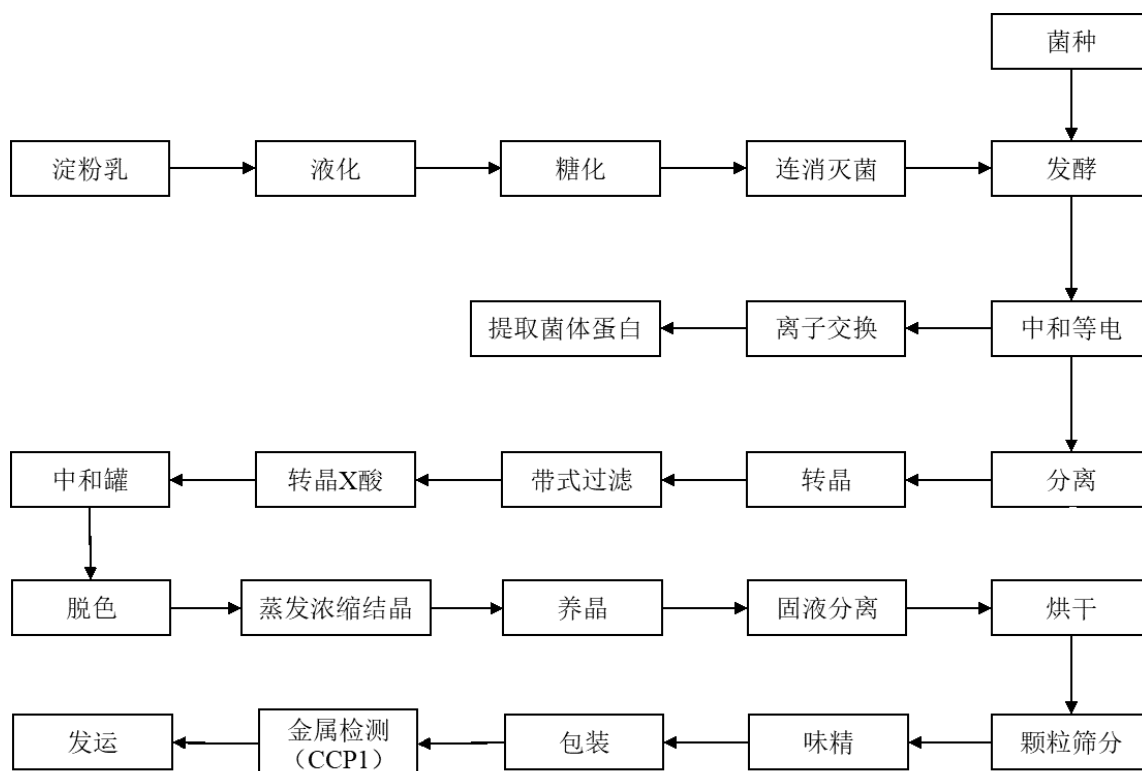 菌种
淀粉乳
液化
糖化
连消灭菌
发酵
提取菌体蛋白
离子交换
中和等电
中和罐
转晶X酸
带式过滤
转晶
分离
脱色
蒸发浓缩结晶
养晶
固液分离
烘干
发运
金属检测
（CCP1）
包装
味精
颗粒筛分